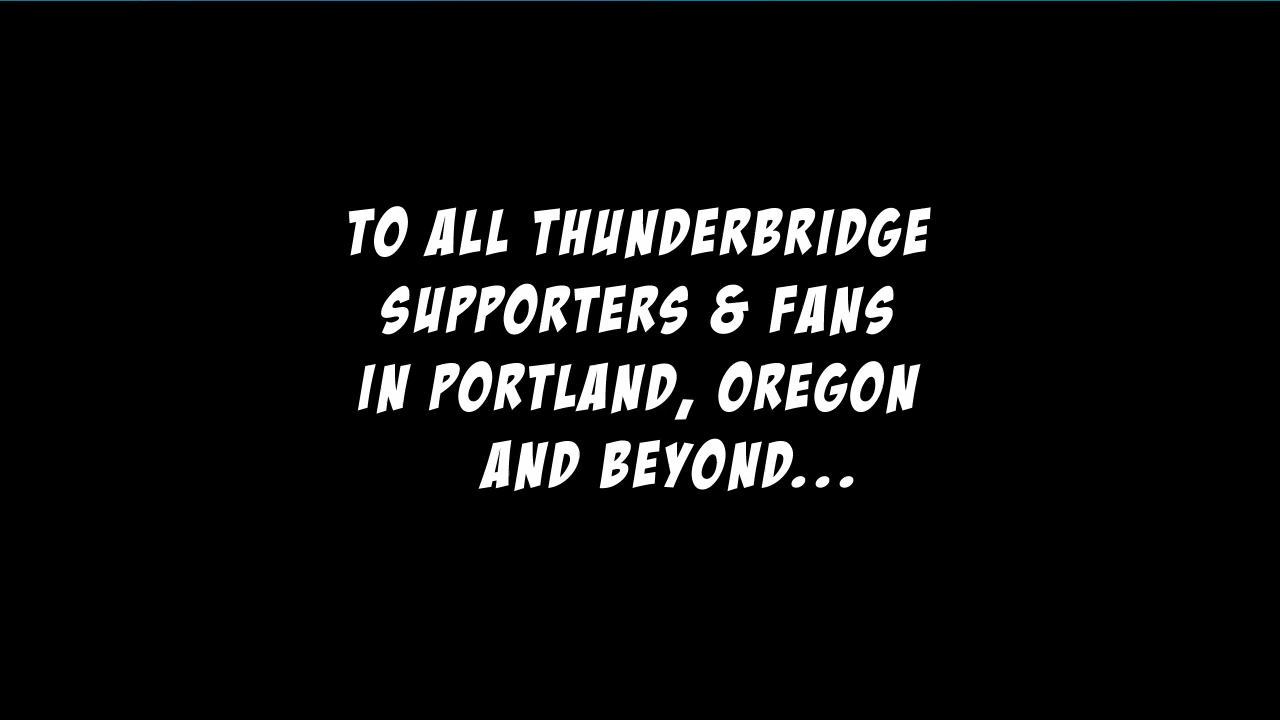 TO ALL THUNDERBRIDGE
SUPPORTERS & FANS
IN PORTLAND, OREGON
AND BEYOND...